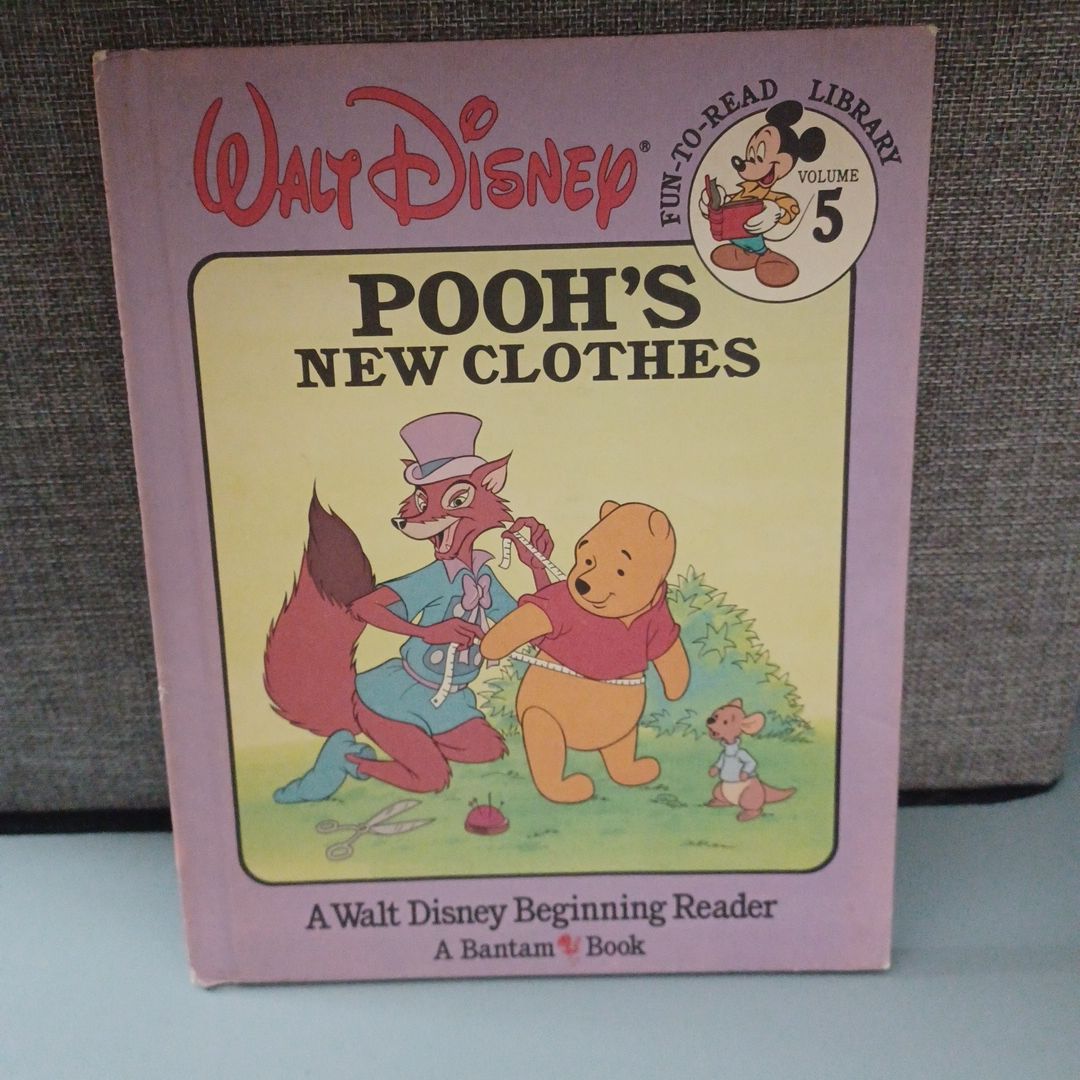 WALT DISNEY®
FUN-TO-READ LIBRARY
VOLUME
5
POOH'S
NEW CLOTHES
A Walt Disney Beginning Reader
A Bantam Book